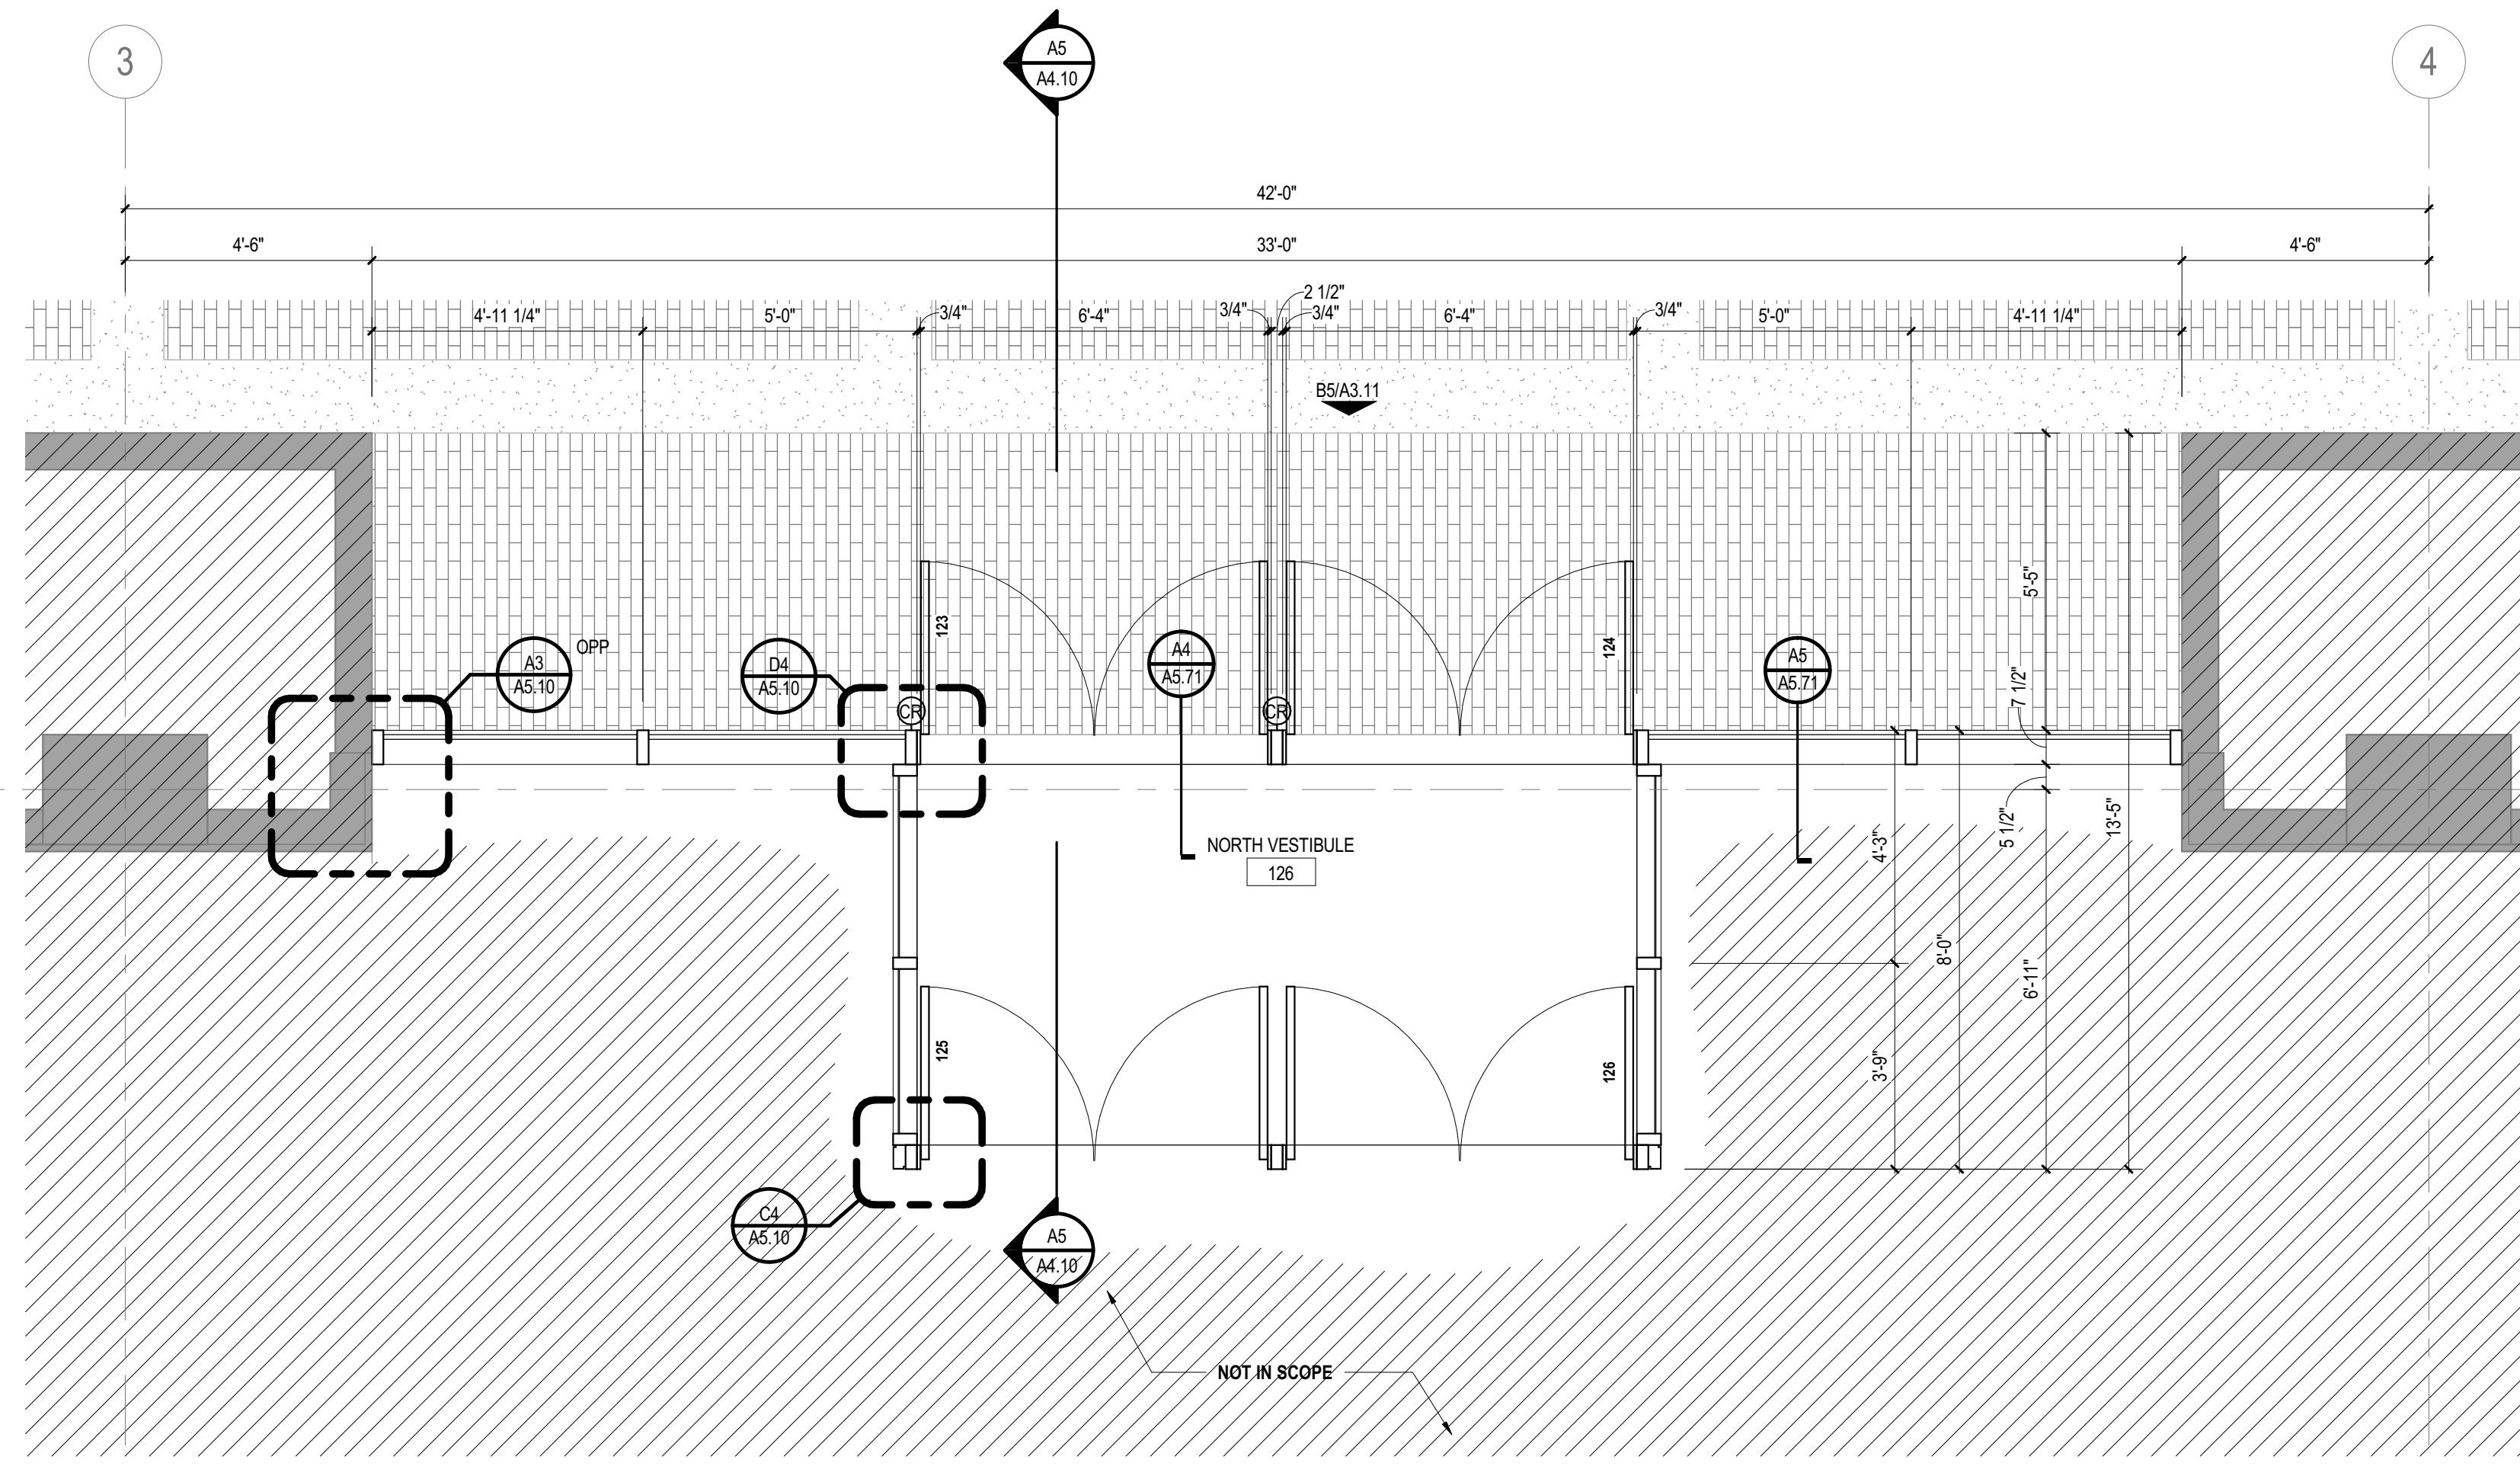 3
A5
A4.10
4
42'-0"
4'-6"
33'-0"
4'-6"
4'-11 1/4"
5'-0"
3/4"
6'-4"
3/4"
2 1/2"
3/4"
6'-4"
3/4"
5'-0"
4'-11 1/4"
B5/A3.11
5'-5"
123
124
A3
A5.10
OPP
D4
A5.10
A4
A5.71
A5
A5.71
7 1/2"
CR
CR
5 1/2"
13'-5"
4'-3"
NORTH VESTIBULE
126
8'-0"
6'-11"
125
126
3'-9"
C4
A5.10
A5
A4.10
NOT IN SCOPE